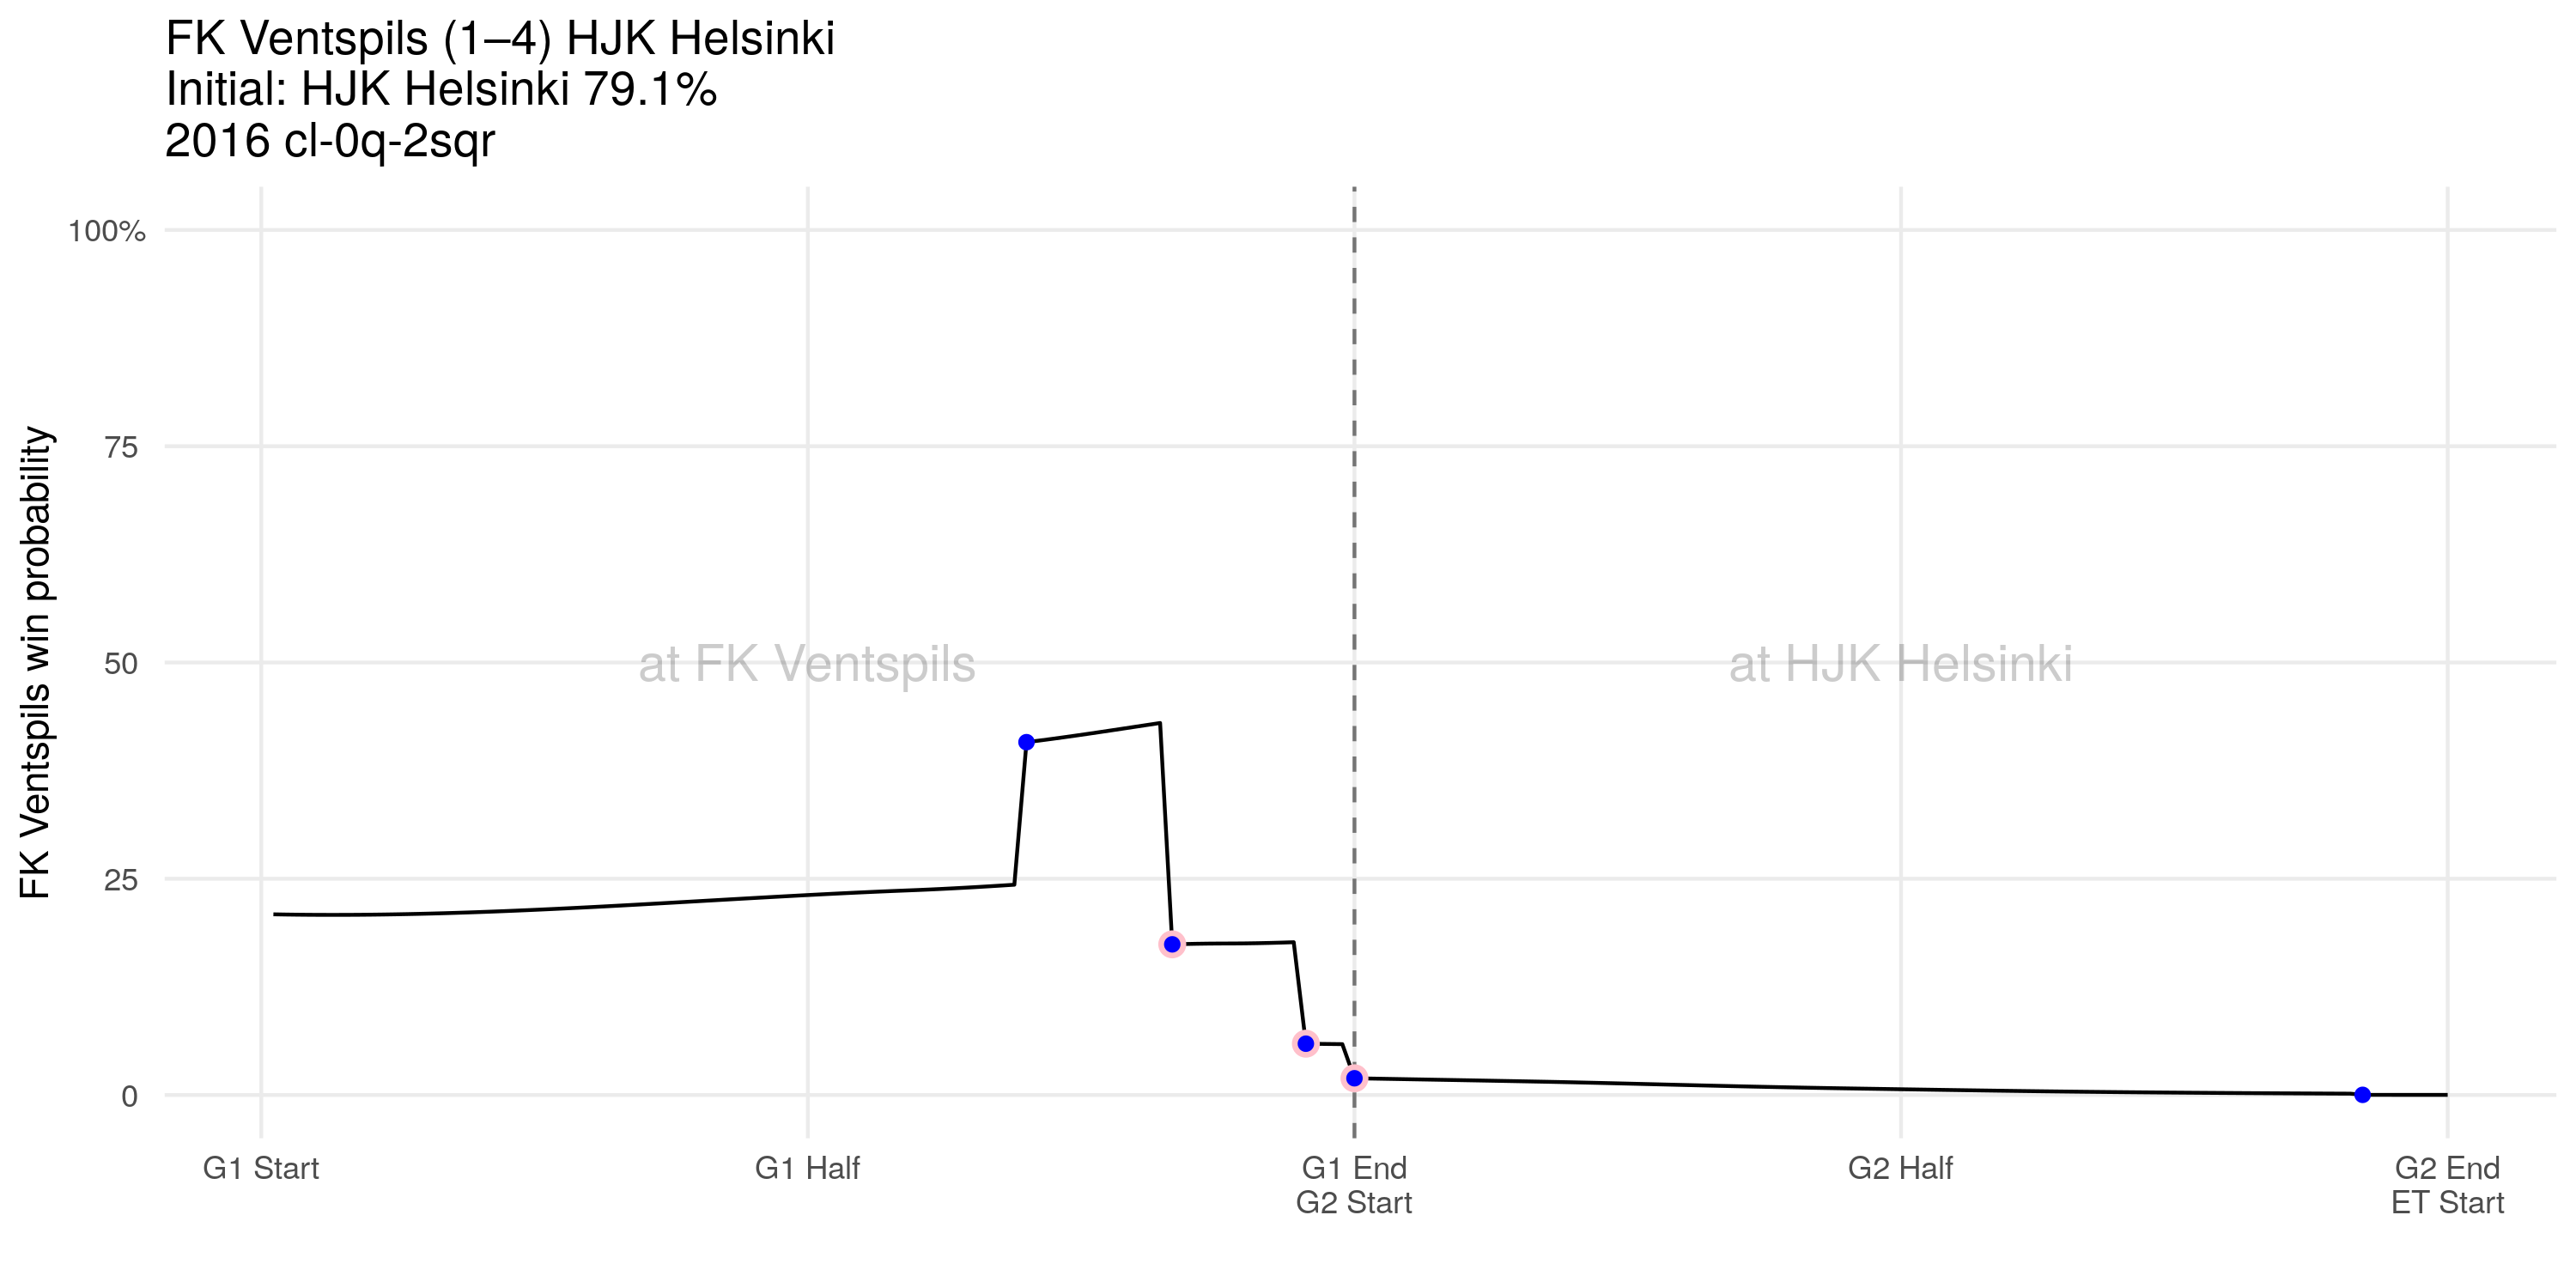 FK Ventspils (1–4) HJK Helsinki
Initial: HJK Helsinki 79.1%
2016 cl-0q-2sqr
FK Ventspils win probability
100%
75
50
25
0
at FK Ventspils
at HJK Helsinki
G1 Start
G1 Half
G1 End
G2 Start
G2 Half
G2 End
ET Start